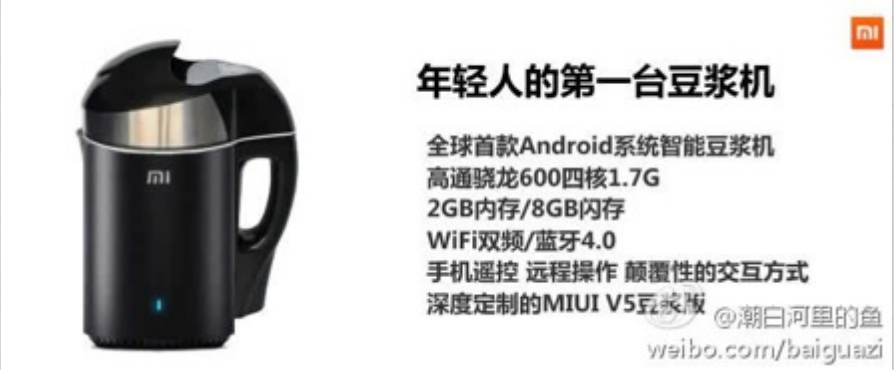 mi
年轻人的第一台豆浆机
全球首款Android系统智能豆浆机
高通骁龙600四核1.7G
2GB内存/8GB闪存
WiFi双频/蓝牙4.0
手机遥控 远程操作 颠覆性的交互方式
深度定制的MIUI V5豆浆版
mi
@潮白河里的鱼
weibo.com/baiguazi